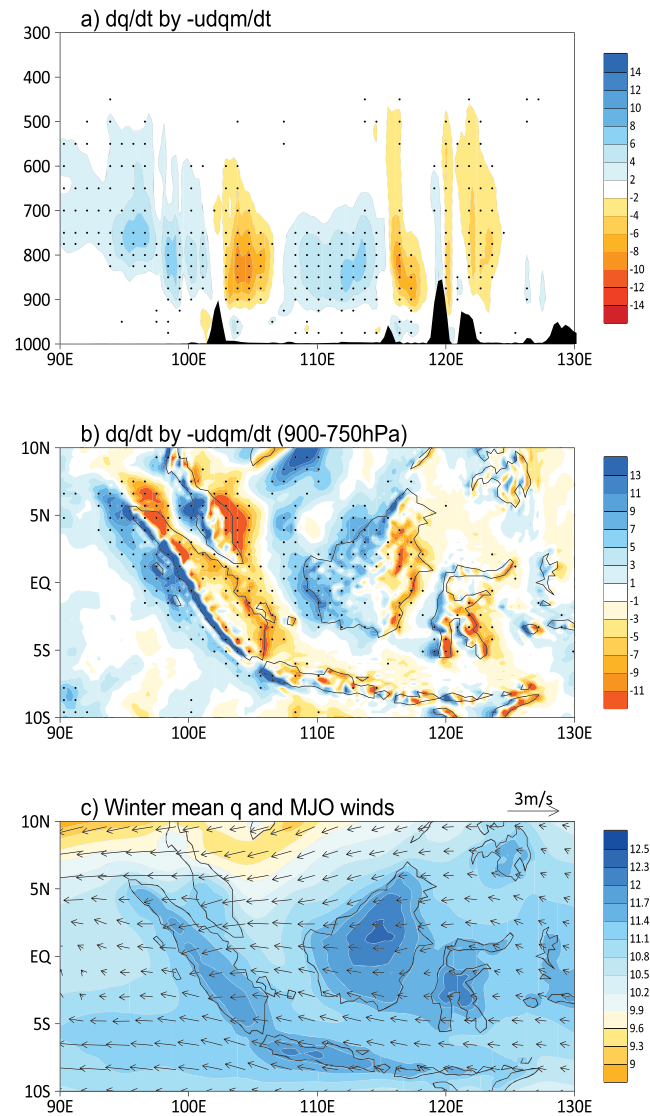 a) dq/dt by -udqm/dt
300
400
500
600
700
800
900
1000
90E 100E 110E 120E 130E
14
12
10
8
6
4
2
-2
-4
-6
-8
-10
-12
-14
b) dq/dt by -udqm/dt (900-750hPa)
10N
5N
EQ
5S
10S
90E 100E 110E 120E 130E
13
11
9
7
5
3
1
-1
-3
-5
-7
-9
-11
c) Winter mean q and MJO winds
3m/s
10N
5N
EQ
5S
10S
90E 100E 110E 120E 130E
12.5
12.3
12
11.7
11.4
11.1
10.8
10.5
10.2
9.9
9.6
9.3
9